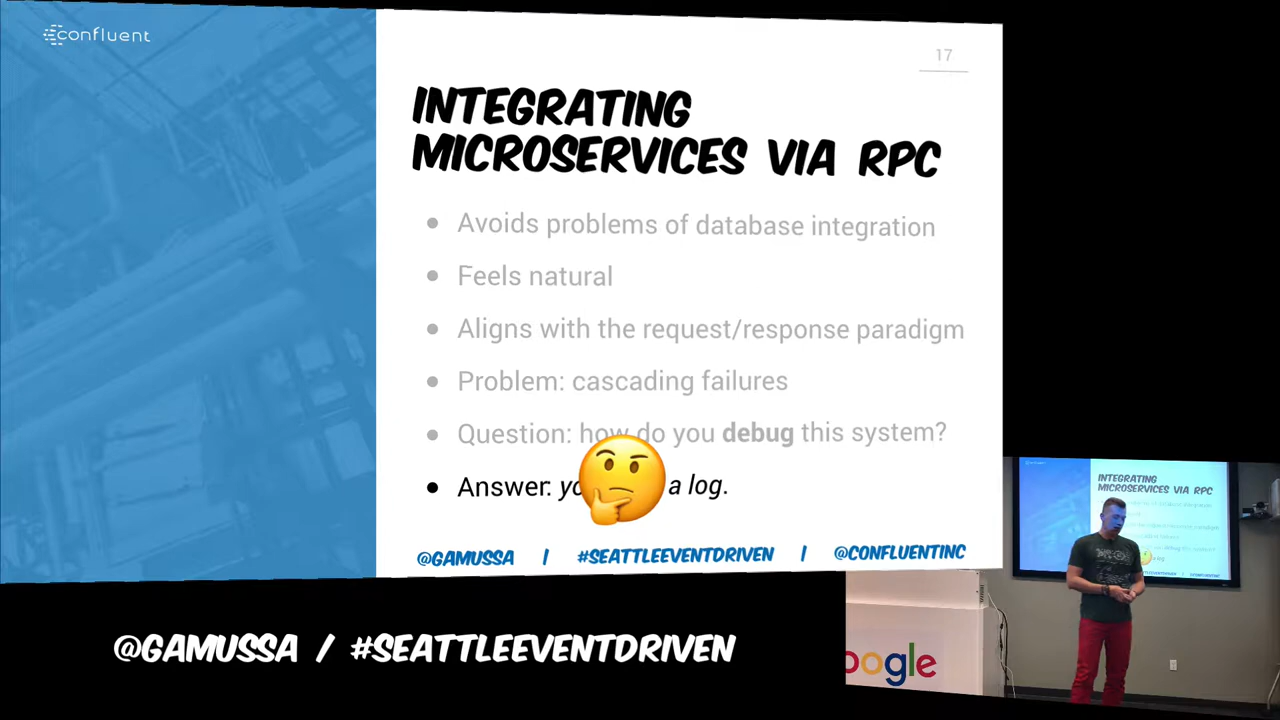 confluent
17
INTEGRATING
MICROSERVICES VIA RPC
• Avoids problems of database integration
• Feels natural
• Aligns with the request/response paradigm
• Problem: cascading failures
• Question: how do you debug this system?
• Answer: a log.
@GAMUSSA / #SEATTLEEVENTDRIVEN / @CONFLUENTINC
@GAMUSSA / #SEATTLEEVENTDRIVEN
INTEGRATING
MICROSERVICES VIA RPC
oogle